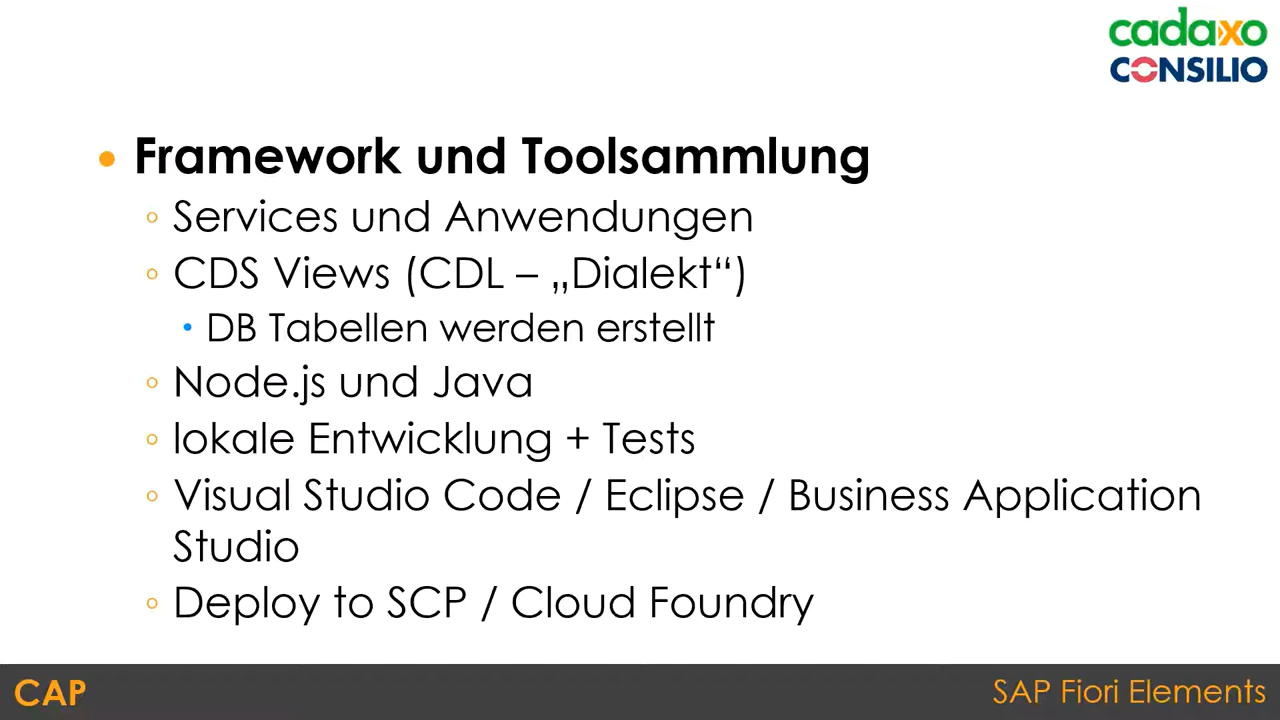 cadaxo
CONSILIO
• Framework und Toolsammlung
◦ Services und Anwendungen
◦ CDS Views (CDL – „Dialekt“)
▪ DB Tabellen werden erstellt
◦ Node.js und Java
◦ lokale Entwicklung + Tests
◦ Visual Studio Code / Eclipse / Business Application
Studio
◦ Deploy to SCP / Cloud Foundry
CAP
SAP Fiori Elements